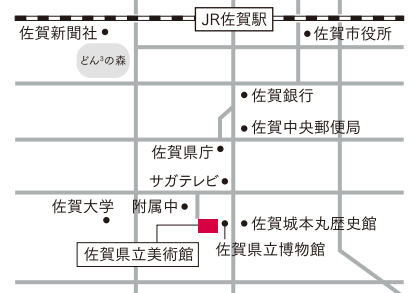 JR佐賀駅
佐賀新聞社
佐賀市役所
どん³の森
佐賀銀行
佐賀中央郵便局
佐賀県庁
サガテレビ
佐賀大学
附属中
佐賀城本丸歴史館
佐賀県立美術館
佐賀県立博物館